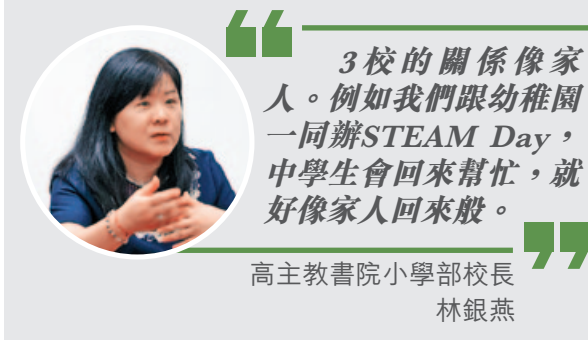 3校的關係像家
人。例如我們跟幼稚園
一同辦STEAM Day，
中學生會回來幫忙，就
好像家人回來般。
高主教書院小學部校長
林銀燕